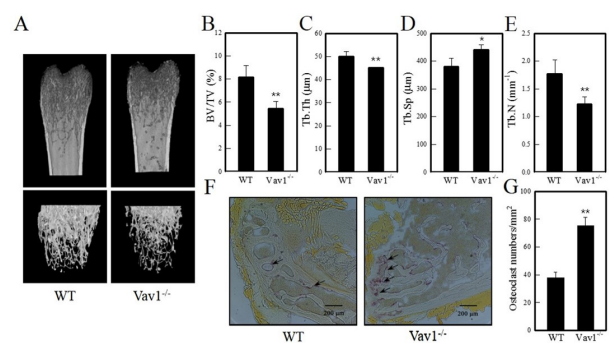 A
WT
Vav1-/-
B
BV/TV (%)
12
10
8
6
4
2
0
**
WT
Vav1-/-
C
Tb.Th (μm)
60
50
40
30
20
10
0
**
WT
Vav1-/-
D
Tb.Sp (μm)
500
400
300
200
100
0
*
WT
Vav1-/-
E
Tb.N (mm-1)
2.5
2.0
1.5
1.0
0.5
0.0
**
WT
Vav1-/-
F
200 μm
200 μm
WT
Vav1-/-
G
Osteoclast numbers/mm2
100
80
60
40
20
0
**
WT
Vav1-/-